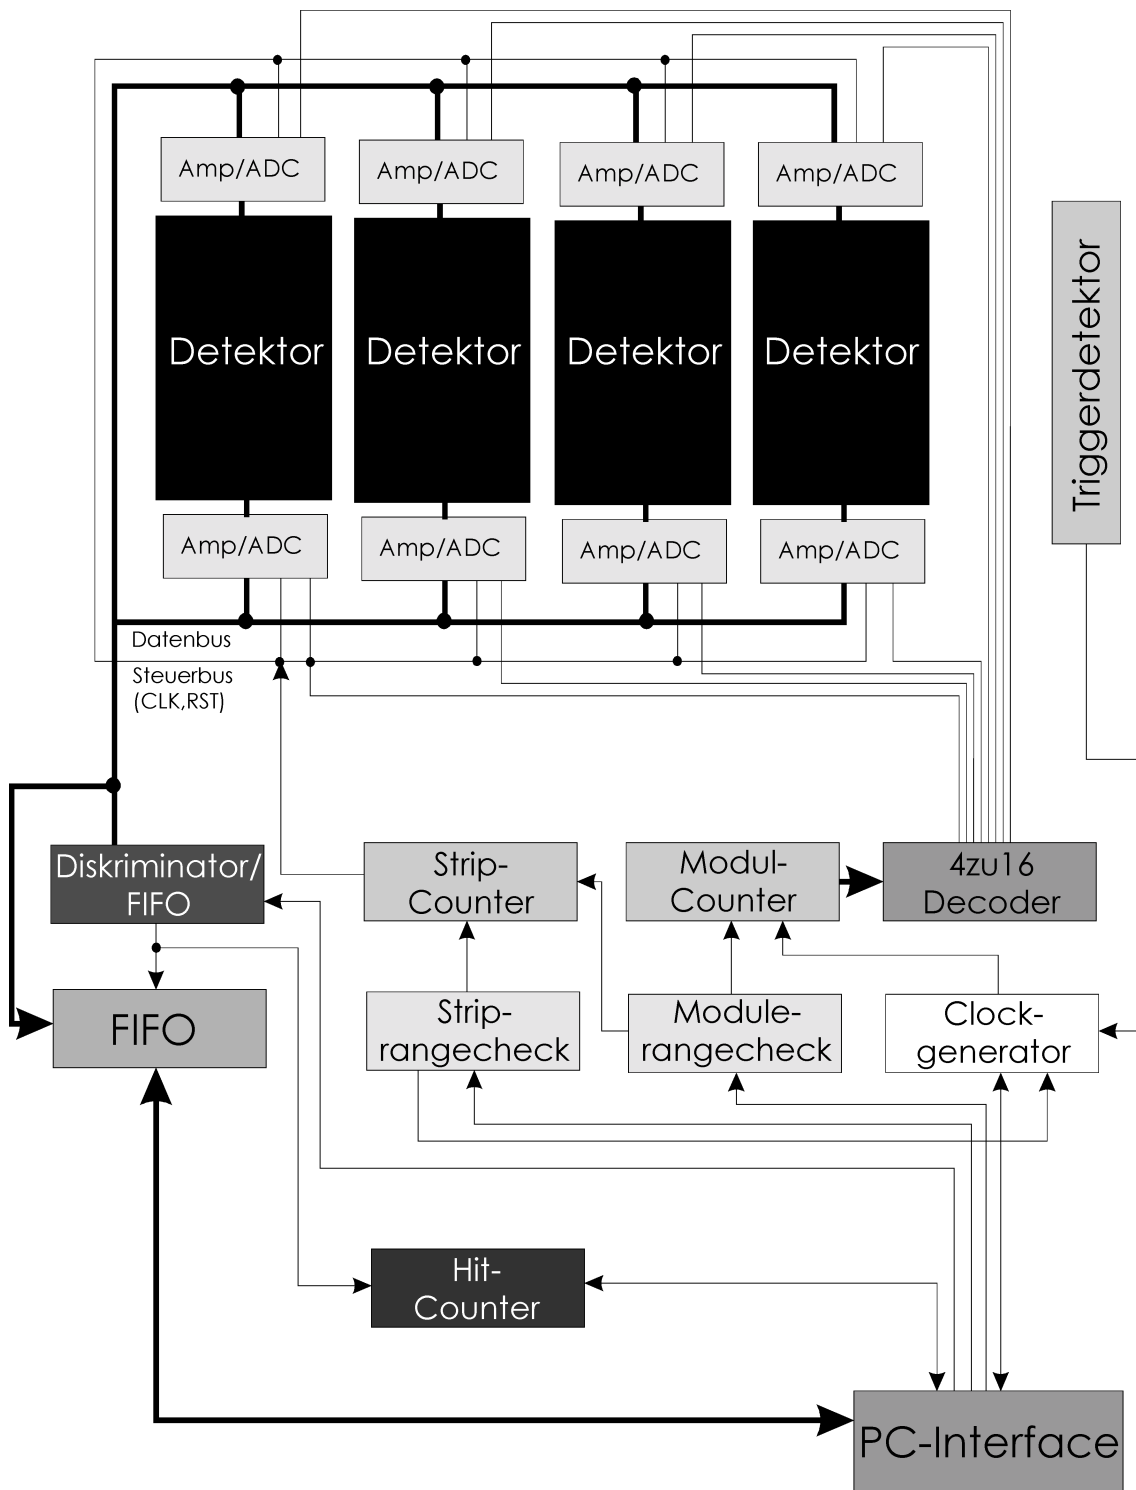 Amp/ADC
Amp/ADC
Amp/ADC
Amp/ADC
Detektor
Detektor
Detektor
Detektor
Triggerdetektor
Amp/ADC
Amp/ADC
Amp/ADC
Amp/ADC
Datenbus
Steuerbus
(CLK,RST)
Diskriminator/
FIFO
Strip-
Counter
Modul-
Counter
4zu16
Decoder
FIFO
Strip-
rangecheck
Module-
rangecheck
Clock-
generator
Hit-
Counter
PC-Interface